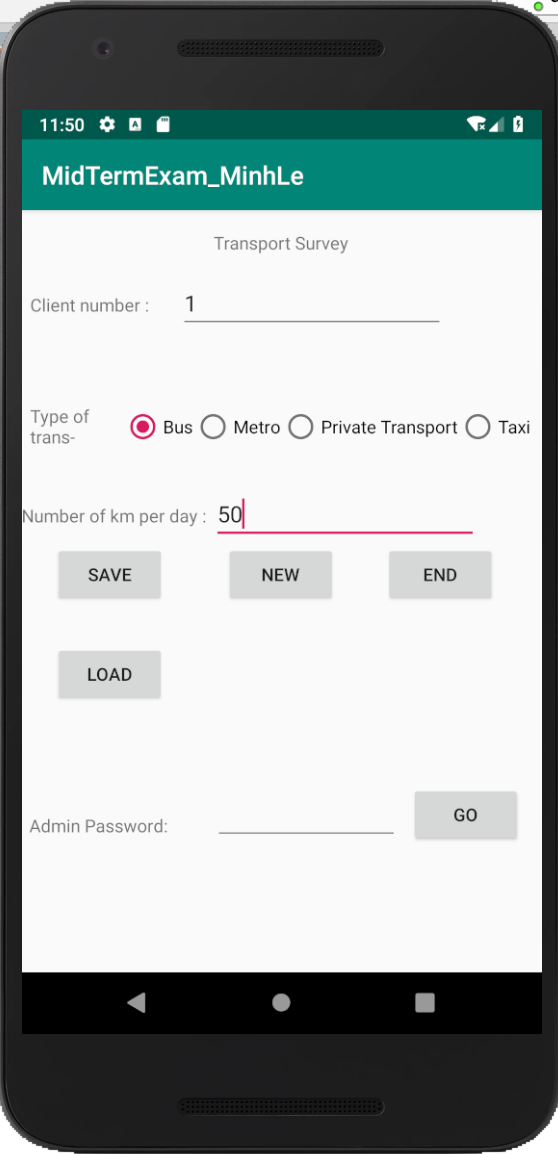 11:50
MidTermExam_MinhLe
Transport Survey
Client number : 1
Type of
trans-
Bus Metro Private Transport Taxi
Number of km per day : 50
SAVE NEW END
LOAD
Admin Password: GO